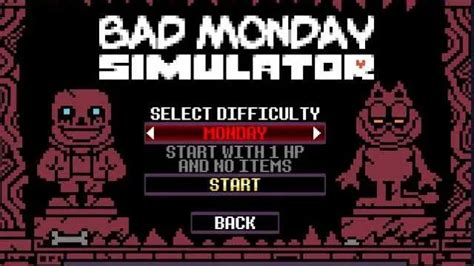 BAD MONDAY
SIMULATOR
SELECT DIFFICULTY
MONDAY
START WITH 1 HP
AND NO ITEMS
START
BACK